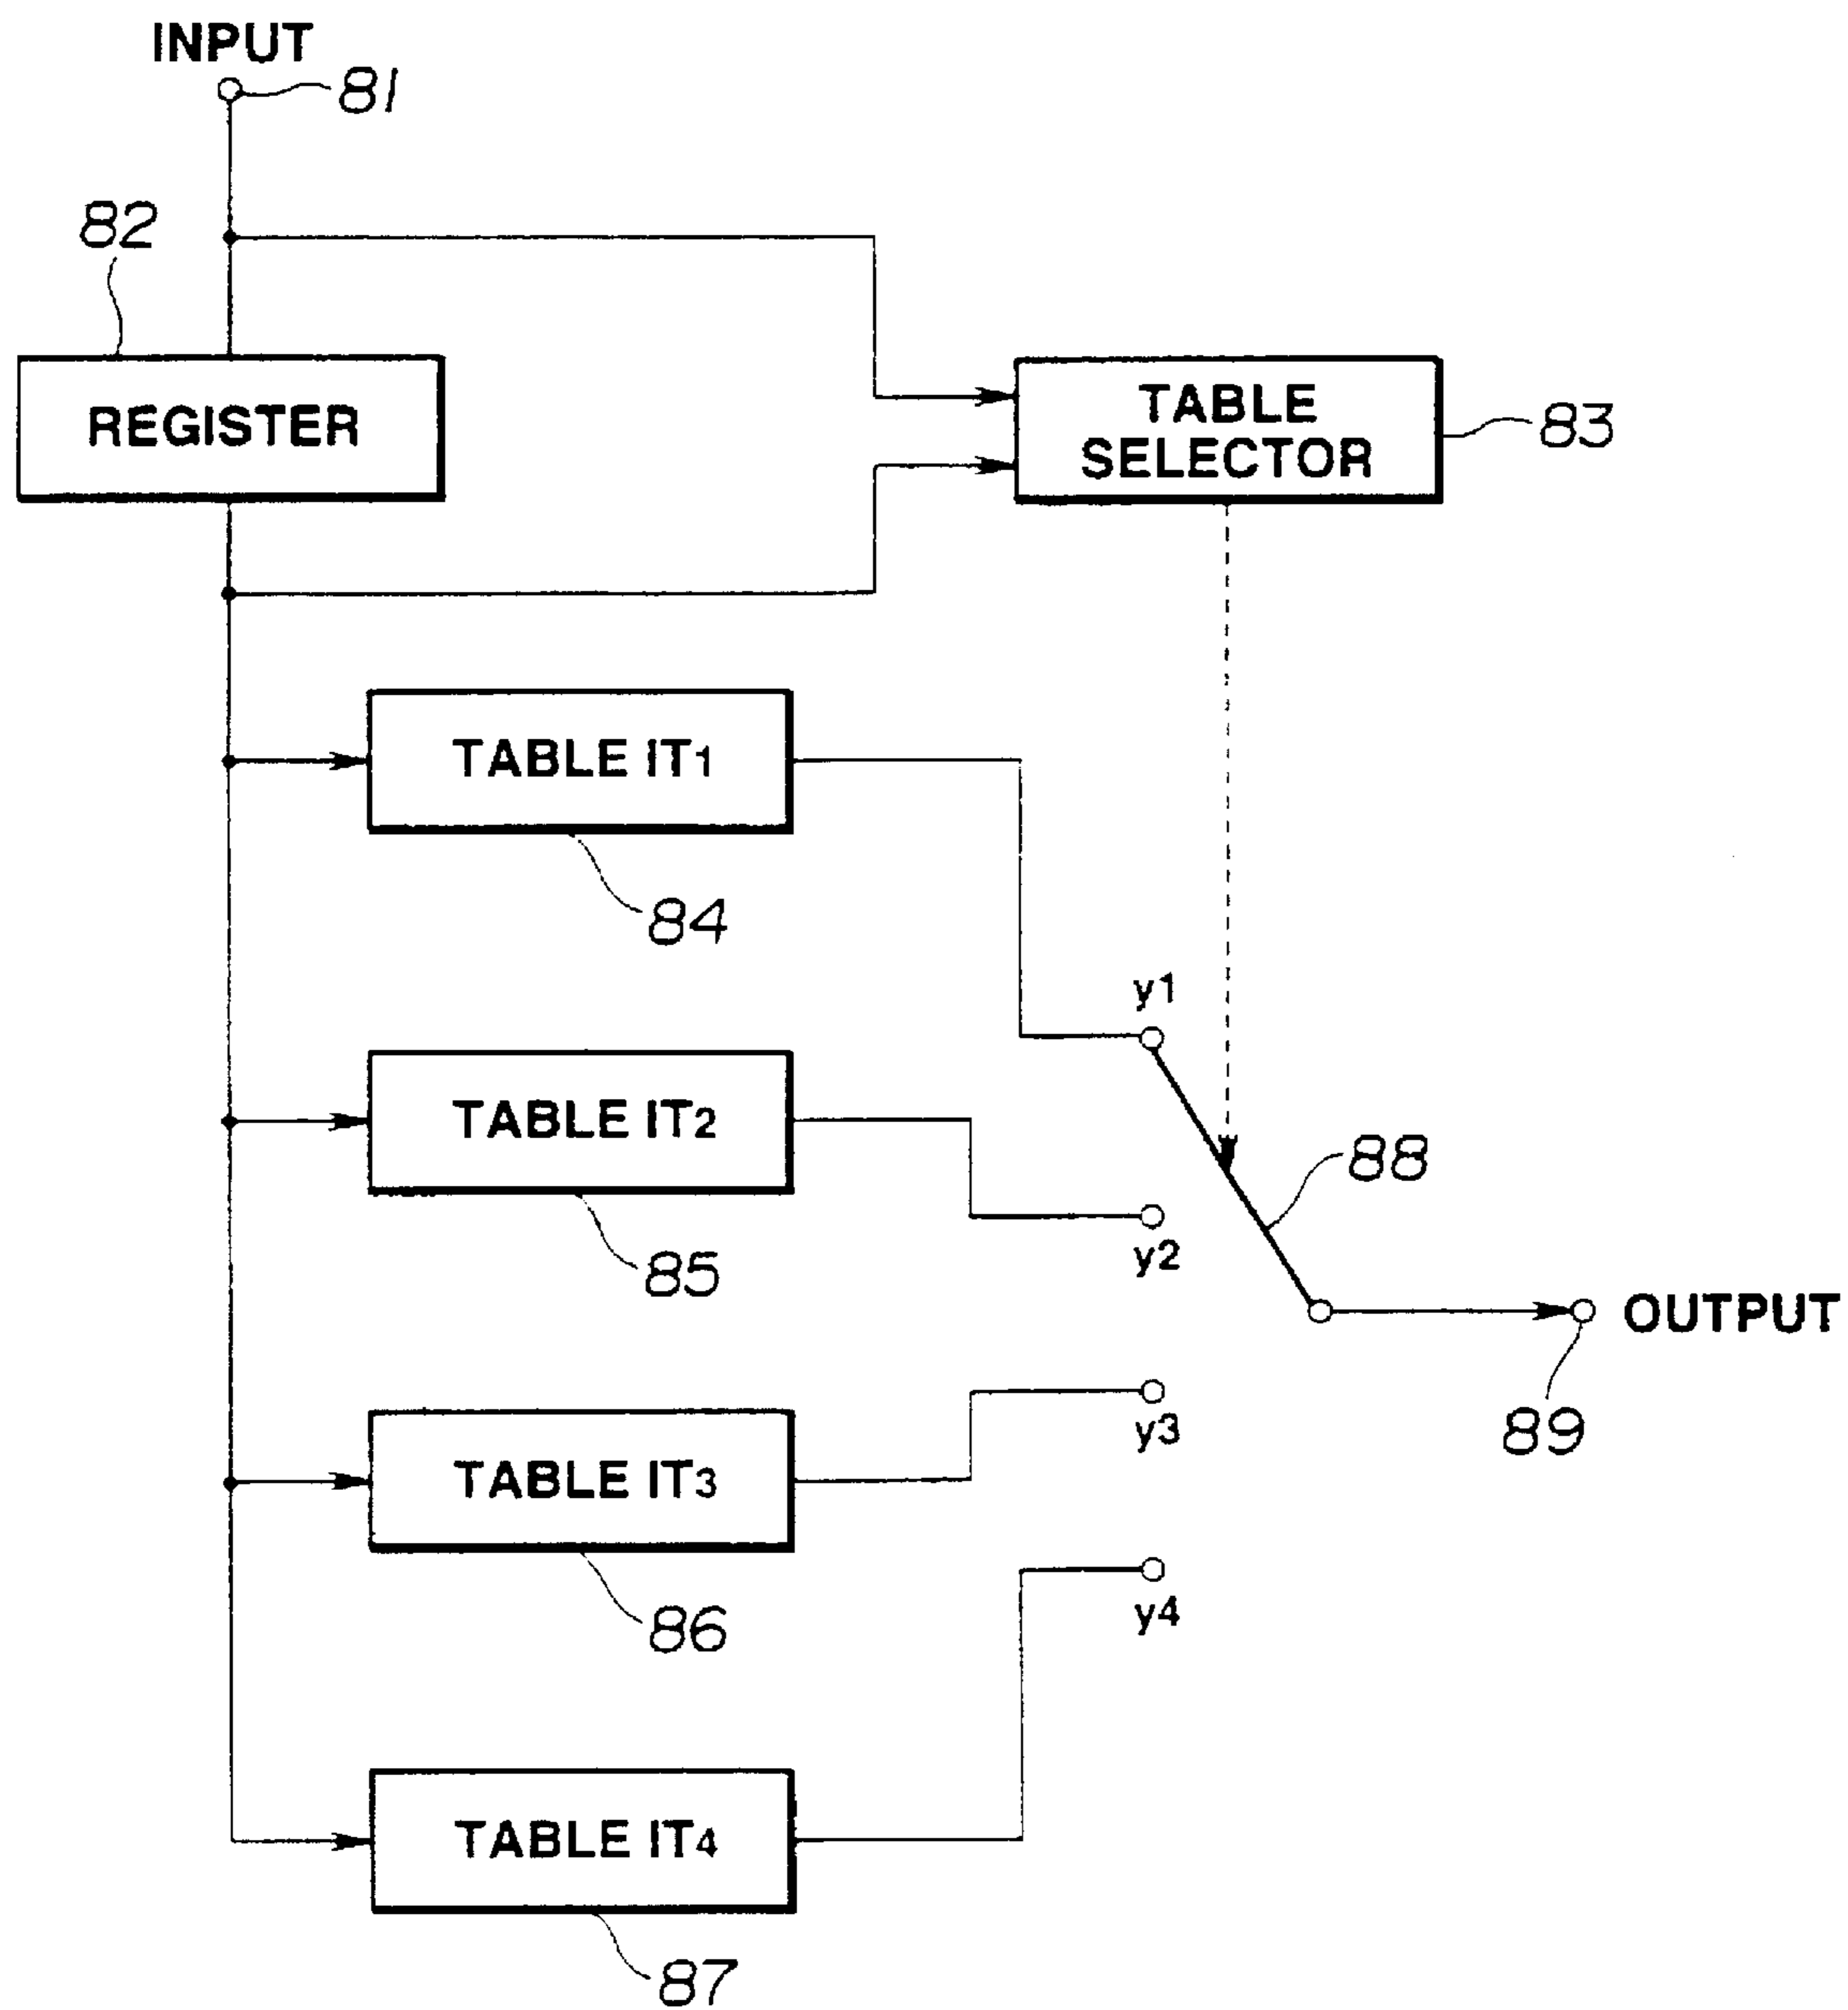 INPUT
81
82
REGISTER
TABLE
SELECTOR
83
TABLE IT1
84
y1
TABLE IT2
88
85
y2
OUTPUT
y3
89
TABLE IT3
86
y4
TABLE IT4
87